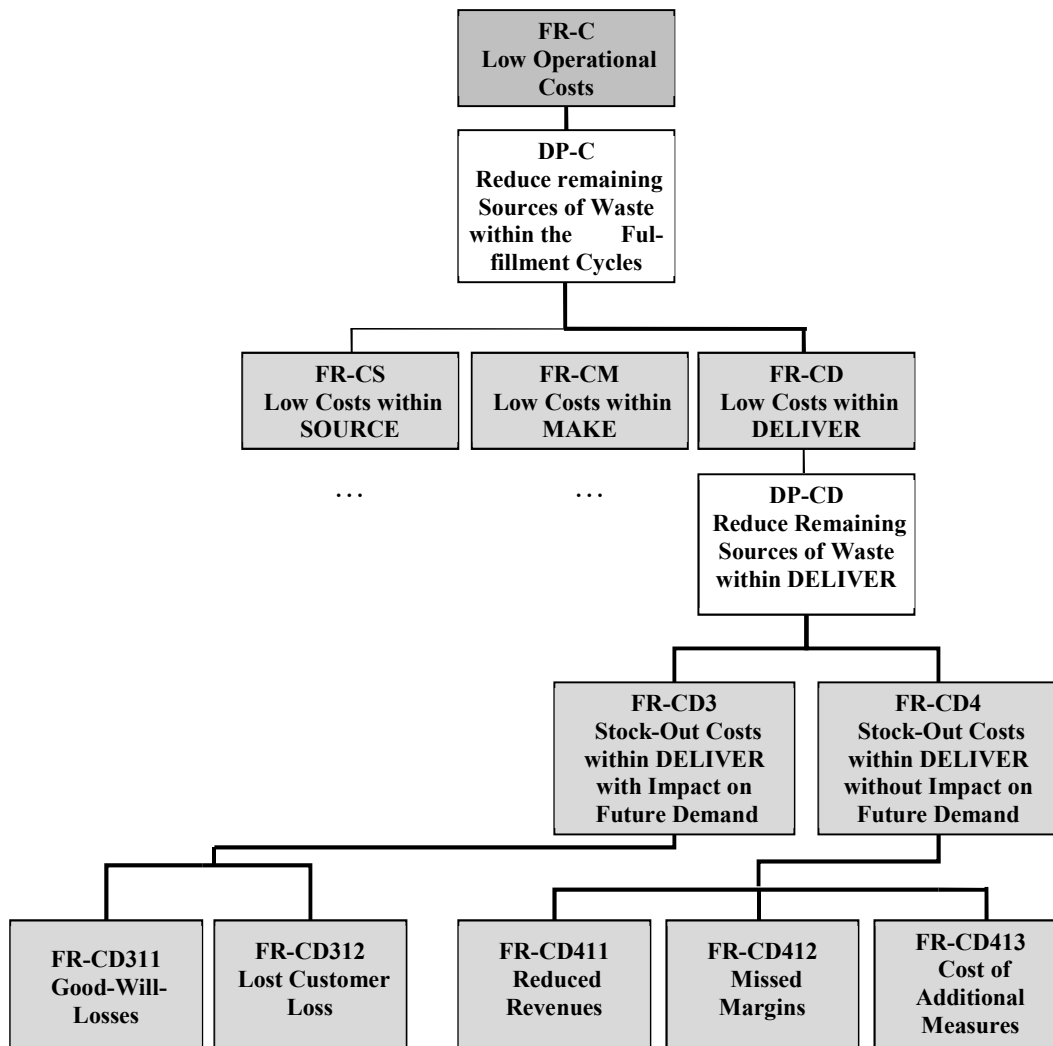 FR-C
Low Operational
Costs
DP-C
Reduce remaining
Sources of Waste
within the Ful-
fillment Cycles
FR-CS
Low Costs within
SOURCE
FR-CM
Low Costs within
MAKE
FR-CD
Low Costs within
DELIVER
...
...
DP-CD
Reduce Remaining
Sources of Waste
within DELIVER
FR-CD3
Stock-Out Costs
within DELIVER
with Impact on
Future Demand
FR-CD4
Stock-Out Costs
within DELIVER
without Impact on
Future Demand
FR-CD311
Good-Will-
Losses
FR-CD312
Lost Customer
Loss
FR-CD411
Reduced
Revenues
FR-CD412
Missed
Margins
FR-CD413
Cost of
Additional
Measures